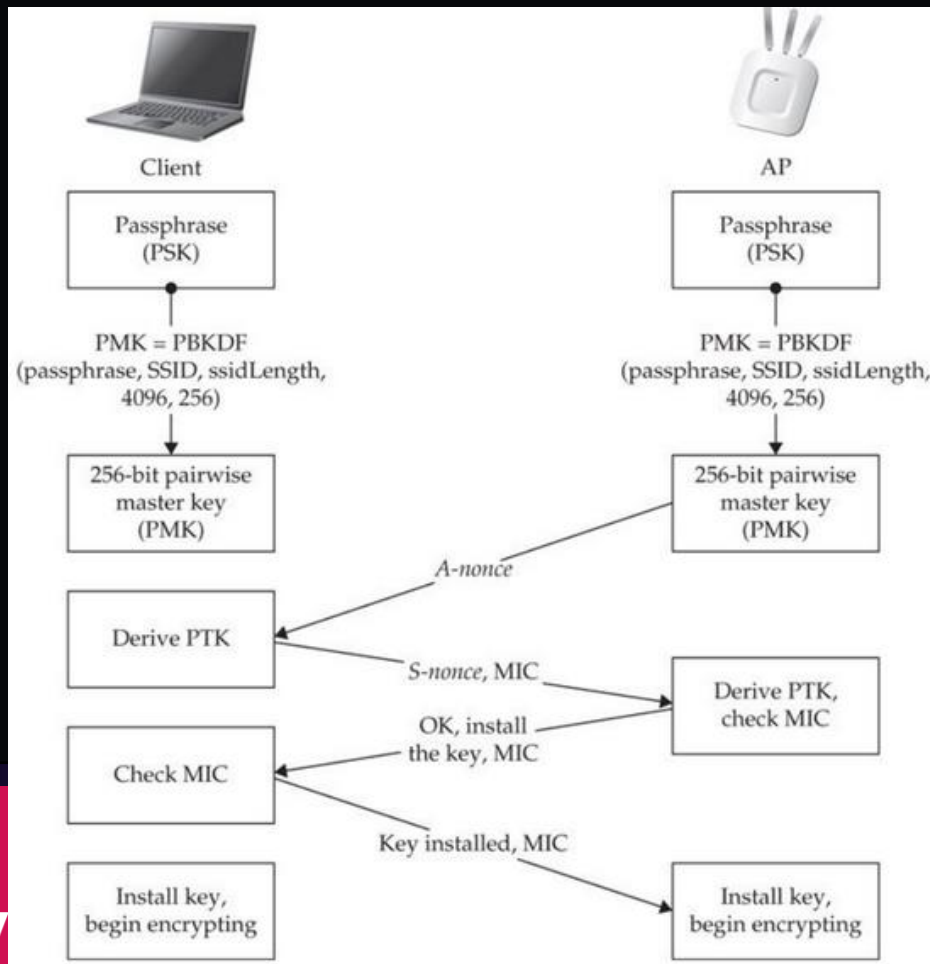 Client
AP
Passphrase
(PSK)
Passphrase
(PSK)
PMK = PBKDF
(passphrase, SSID, ssidLength,
4096, 256)
PMK = PBKDF
(passphrase, SSID, ssidLength,
4096, 256)
256-bit pairwise
master key
(PMK)
256-bit pairwise
master key
(PMK)
A-nonce
Derive PTK
S-nonce, MIC
Derive PTK,
check MIC
OK, install
the key, MIC
Check MIC
Key installed, MIC
Install key,
begin encrypting
Install key,
begin encrypting